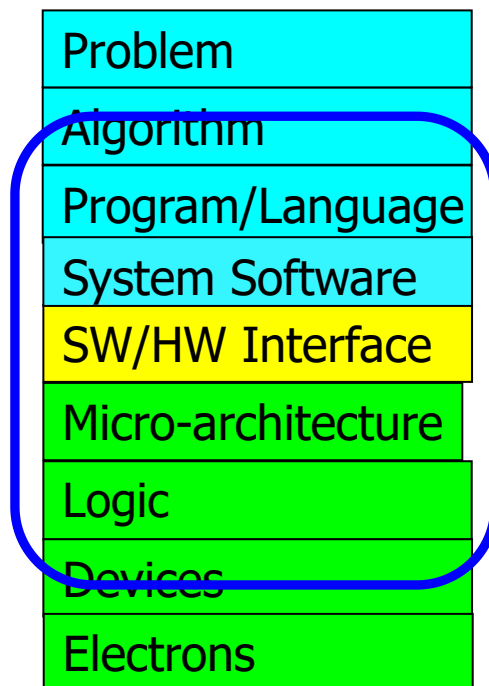 Problem
Algorithm
Program/Language
System Software
SW/HW Interface
Micro-architecture
Logic
Devices
Electrons